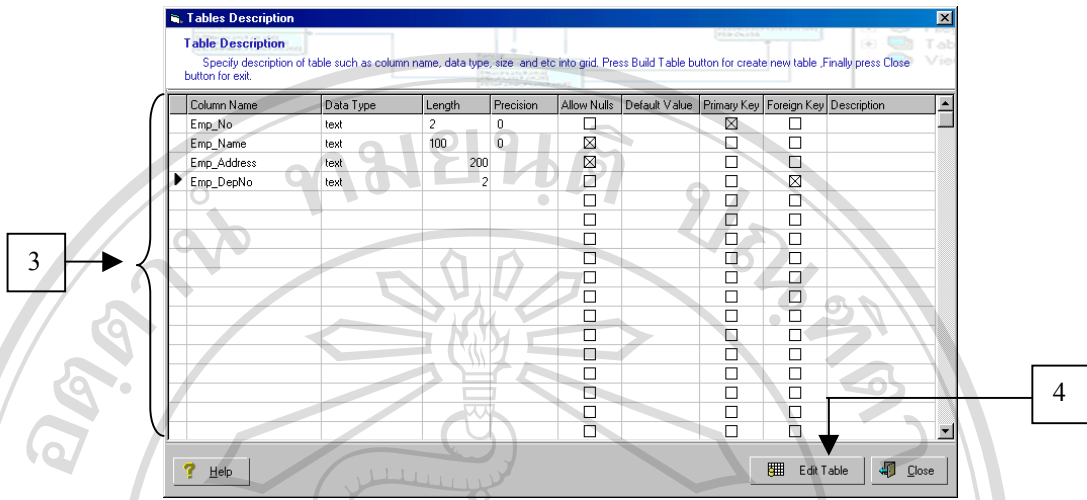 Tables Description
Table Description
Specify description of table such as column name, data type, size and etc into grid. Press Build Table button for create new table ,Finally press Close
button for exit.
Column Name Data Type Length Precision Allow Nulls Default Value Primary Key Foreign Key Description
Emp_No text 2 0
Emp_Name text 100 0
Emp_Address text 200
Emp_DepNo text 2
3
4
? Help Edit Table Close